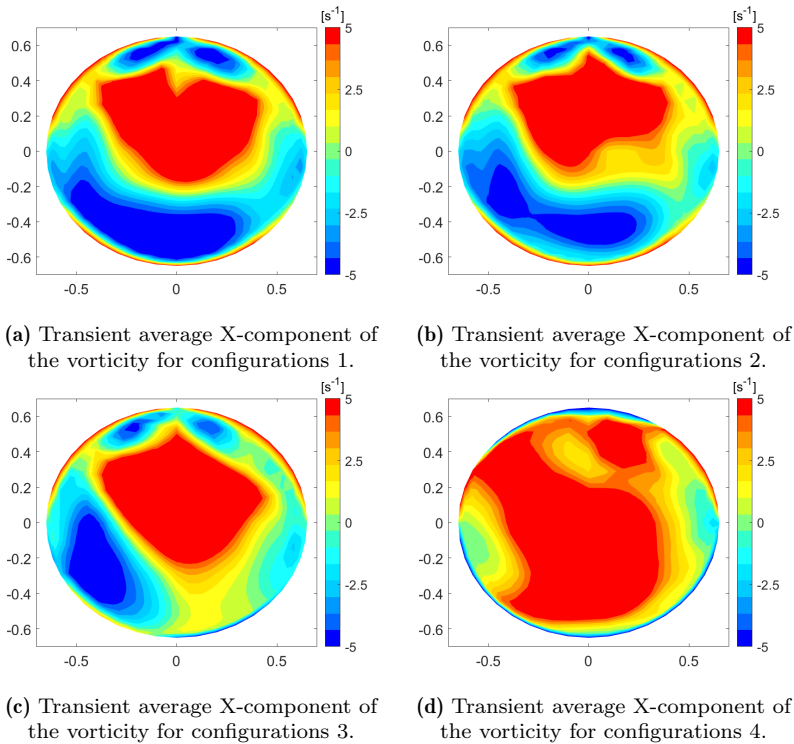 [s⁻¹] [s⁻¹]
0.6 5 0.6 5
0.4 0.4
0.2 2.5 0.2 2.5
0 0 0 0
-0.2 -0.2
-0.4 -2.5 -0.4 -2.5
-0.6 -5 -0.6 -5
-0.5 0 0.5 -0.5 0 0.5
(a) Transient average X-component of
the vorticity for configurations 1.
(b) Transient average X-component of
the vorticity for configurations 2.
[s⁻¹] [s⁻¹]
0.6 5 0.6 5
0.4 0.4
0.2 2.5 0.2 2.5
0 0 0 0
-0.2 -0.2
-0.4 -2.5 -0.4 -2.5
-0.6 -5 -0.6 -5
-0.5 0 0.5 -0.5 0 0.5
(c) Transient average X-component of
the vorticity for configurations 3.
(d) Transient average X-component of
the vorticity for configurations 4.